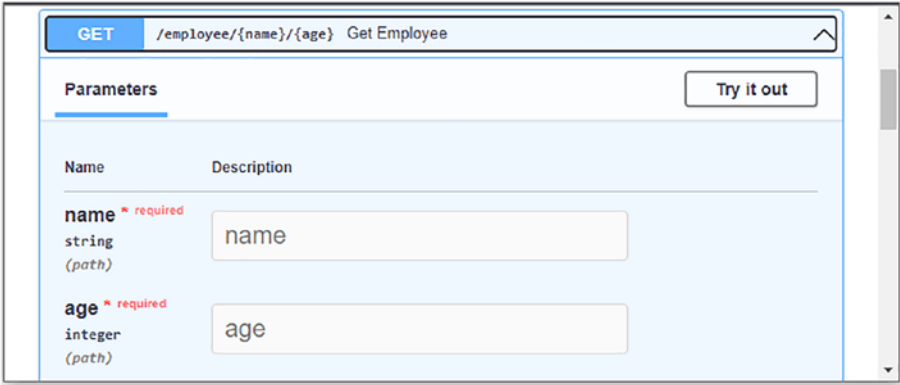 GET /employee/{name}/{age} Get Employee
Parameters Try it out
Name Description
name * required
string
(path)
name
age * required
integer
(path)
age